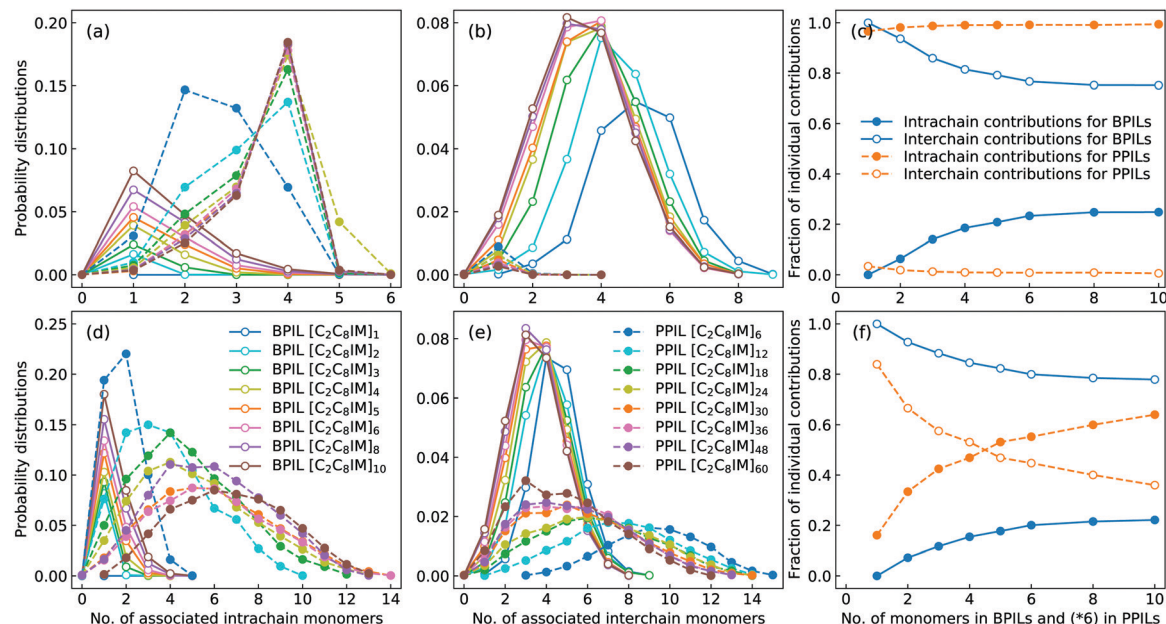 (a)
Probability distributions
0.20
0.15
0.10
0.05
0.00
0 1 2 3 4 5 6
(b)
0.08
0.06
0.04
0.02
0.00
0 2 4 6 8
(c)
Fraction of individual contributions
1.0
0.8
0.6
0.4
0.2
0.0
Intrachain contributions for BPILs
Interchain contributions for BPILs
Intrachain contributions for PPILs
Interchain contributions for PPILs
0 2 4 6 8 10
(d)
Probability distributions
0.25
0.20
0.15
0.10
0.05
0.00
BPIL [C₂C₈IM]₁
BPIL [C₂C₈IM]₂
BPIL [C₂C₈IM]₃
BPIL [C₂C₈IM]₄
BPIL [C₂C₈IM]₅
BPIL [C₂C₈IM]₆
BPIL [C₂C₈IM]₈
BPIL [C₂C₈IM]₁₀
0 2 4 6 8 10 12 14
No. of associated intrachain monomers
(e)
0.08
0.06
0.04
0.02
0.00
PPIL [C₂C₈IM]₆
PPIL [C₂C₈IM]₁₂
PPIL [C₂C₈IM]₁₈
PPIL [C₂C₈IM]₂₄
PPIL [C₂C₈IM]₃₀
PPIL [C₂C₈IM]₃₆
PPIL [C₂C₈IM]₄₈
PPIL [C₂C₈IM]₆₀
0 2 4 6 8 10 12 14
No. of associated interchain monomers
(f)
Fraction of individual contributions
1.0
0.8
0.6
0.4
0.2
0.0
0 2 4 6 8 10
No. of monomers in BPILs and (*6) in PPILs